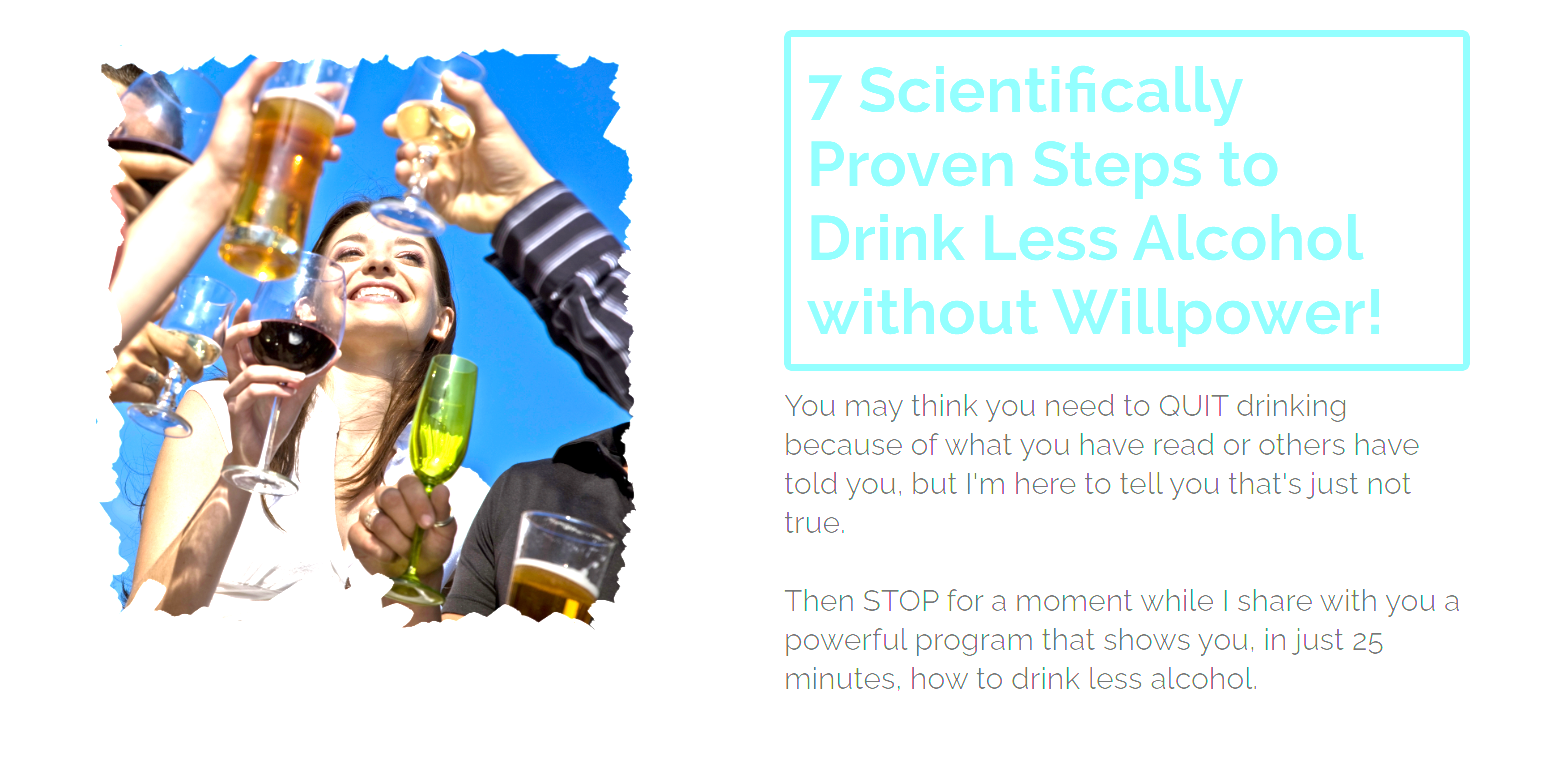 7 Scientifically
Proven Steps to
Drink Less Alcohol
without Willpower!
You may think you need to QUIT drinking
because of what you have read or others have
told you, but I'm here to tell you that's just not
true.
Then STOP for a moment while I share with you a
powerful program that shows you, in just 25
minutes, how to drink less alcohol.